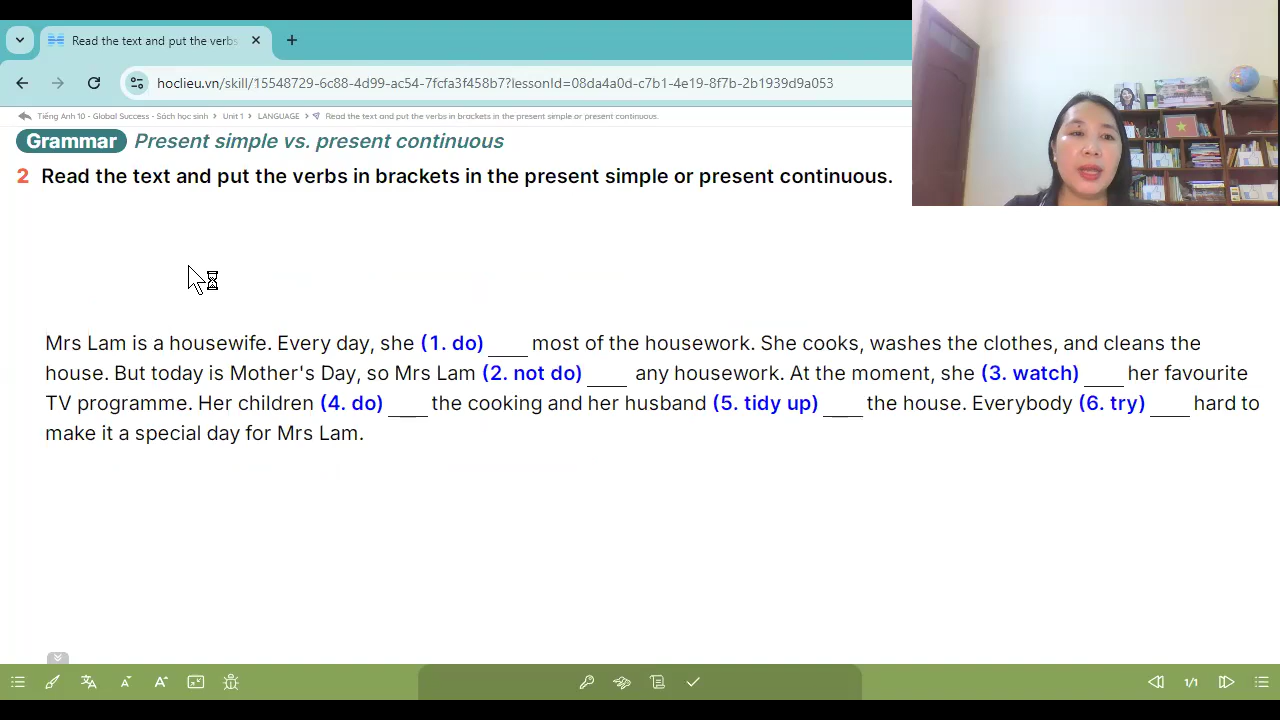 Read the text and put the verbs
hoclieu.vn/skill/15548729-6c88-4d99-ac54-7fcfa3f458b7?lessonId=08da4a0d-c7b1-4e19-8f7b-2b1939d9a053
Tiếng Anh 10 - Global Success - Sách học sinh > Unit 1 > LANGUAGE > Read the text and put the verbs in brackets in the present simple or present continuous.
Grammar Present simple vs. present continuous
2 Read the text and put the verbs in brackets in the present simple or present continuous.
Mrs Lam is a housewife. Every day, she (1. do) ____ most of the housework. She cooks, washes the clothes, and cleans the
house. But today is Mother's Day, so Mrs Lam (2. not do) ____ any housework. At the moment, she (3. watch) ____ her favourite
TV programme. Her children (4. do) ____ the cooking and her husband (5. tidy up) ____ the house. Everybody (6. try) ____ hard to
make it a special day for Mrs Lam.
1/1